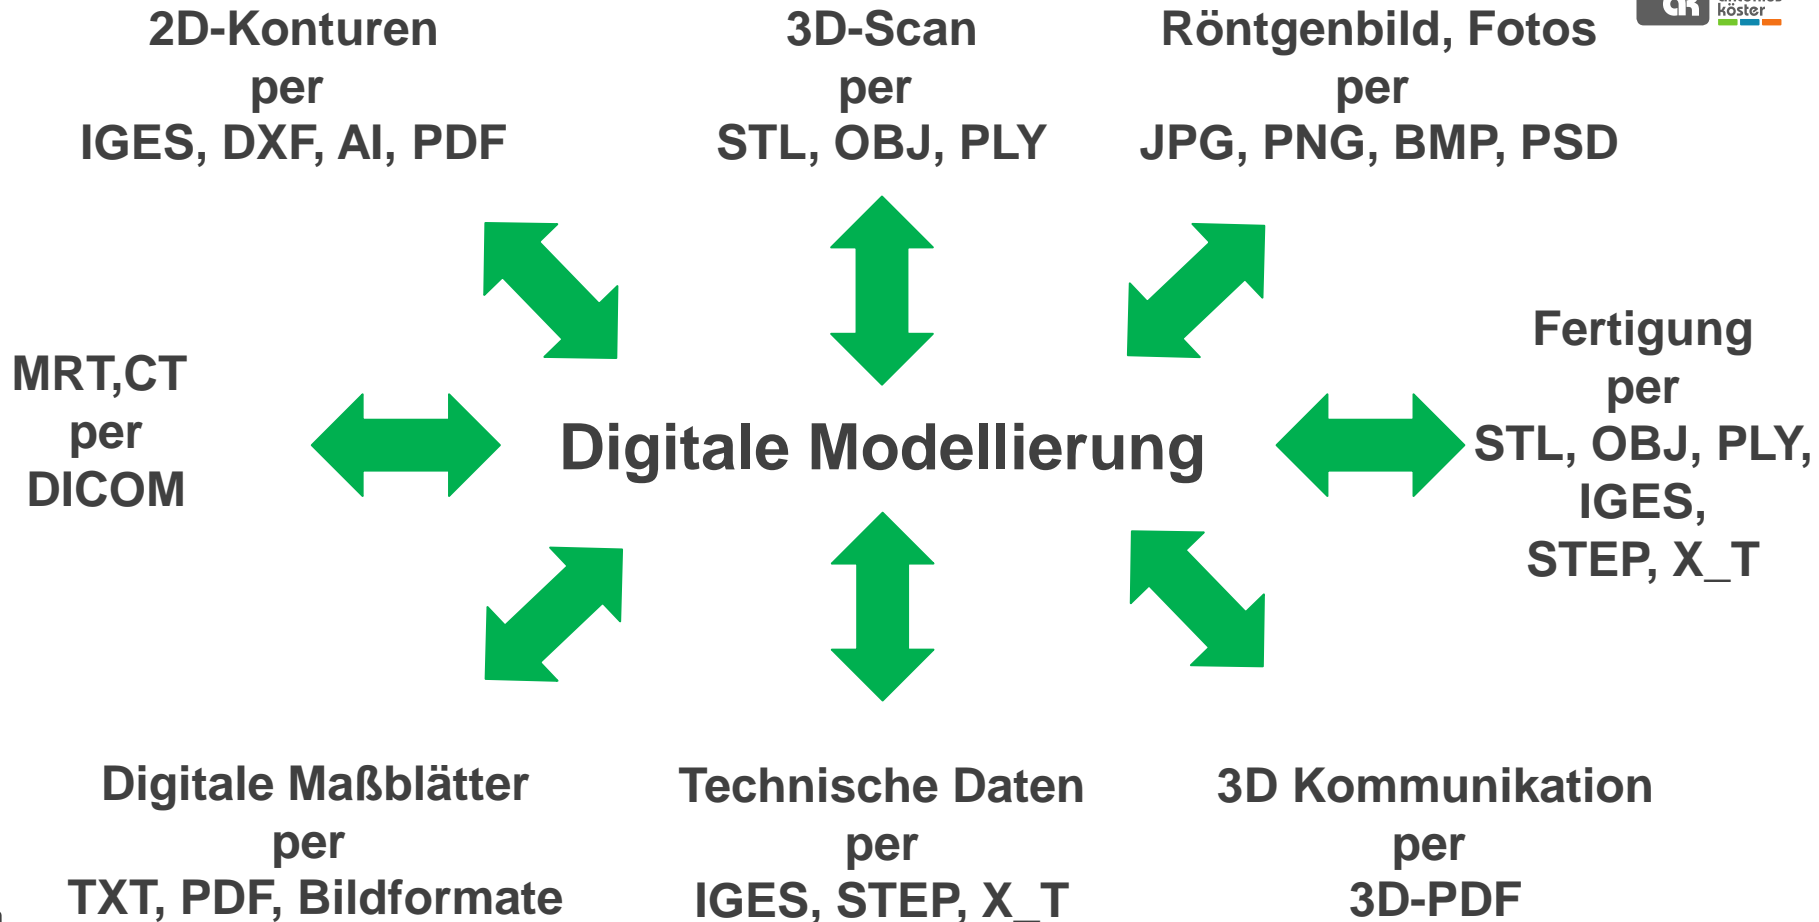 2D-Konturen
per
IGES, DXF, AI, PDF
3D-Scan
per
STL, OBJ, PLY
Röntgenbild, Fotos
per
JPG, PNG, BMP, PSD
köster
MRT,CT
per
DICOM
Digitale Modellierung
Fertigung
per
STL, OBJ, PLY,
IGES,
STEP, X_T
Digitale Maßblätter
per
TXT, PDF, Bildformate
Technische Daten
per
IGES, STEP, X_T
3D Kommunikation
per
3D-PDF